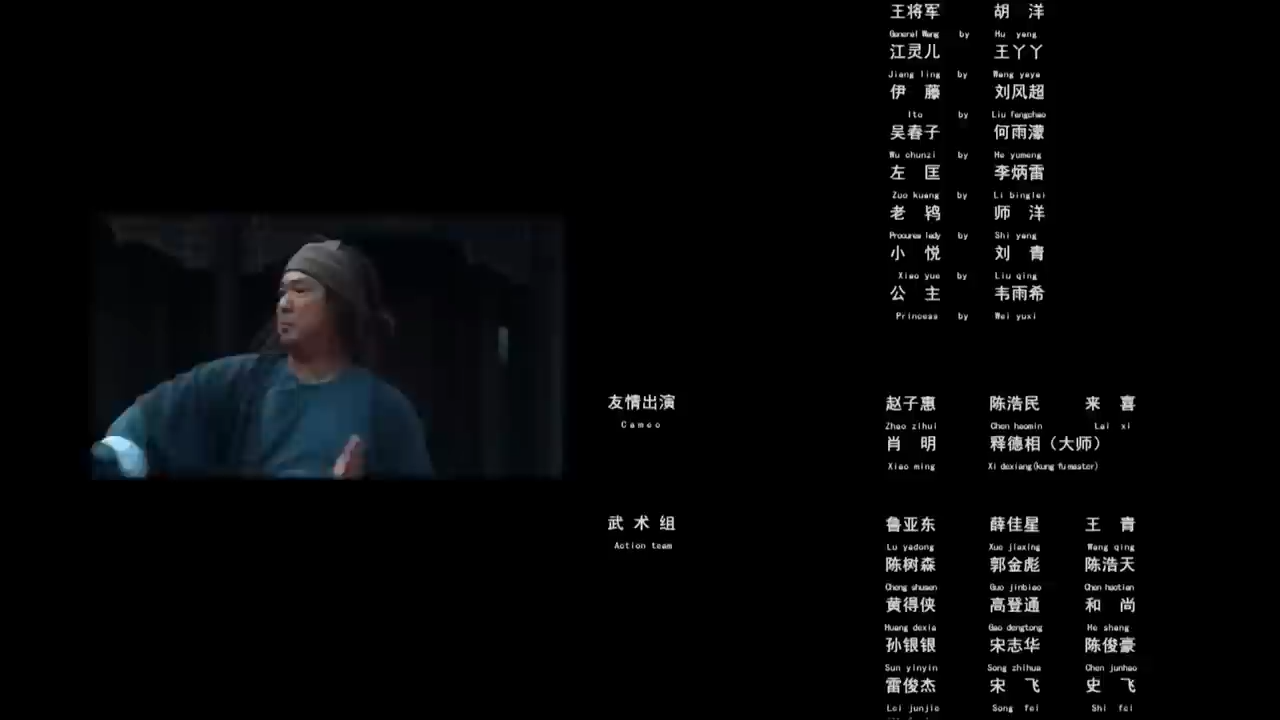 王将军 胡 洋
General Wang by Hu yang
江灵儿 王丫丫
Jiang ling by Wang yaya
伊 藤 刘风超
Ito by Liu fengchao
吴春子 何雨濛
Wu chunzi by He yumeng
左 匡 李炳雷
Zuo kuang by Li binglei
老 鸨 师 洋
Procuress lady by Shi yang
小 悦 刘 青
Xiao yue by Liu qing
公 主 韦雨希
Princess by Wei yuxi
友情出演 赵子惠 陈浩民 来 喜
Cameo Zhao zihui Chen haomin Lai xi
肖 明 释德相（大师）
Xiao ming Xi dexiang(kung fu master)
武 术 组 鲁亚东 薛佳星 王 青
Action team Lu yadong Xue jiaxing Wang qing
陈树森 郭金彪 陈浩天
Cheng shusen Guo jinbiao Chen haotian
黄得侠 高登通 和 尚
Huang dexia Gao dengtong He shang
孙银银 宋志华 陈俊豪
Sun yinyin Song zhihua Chen junhao
雷俊杰 宋 飞 史 飞
Lei junjie Song fei Shi fei